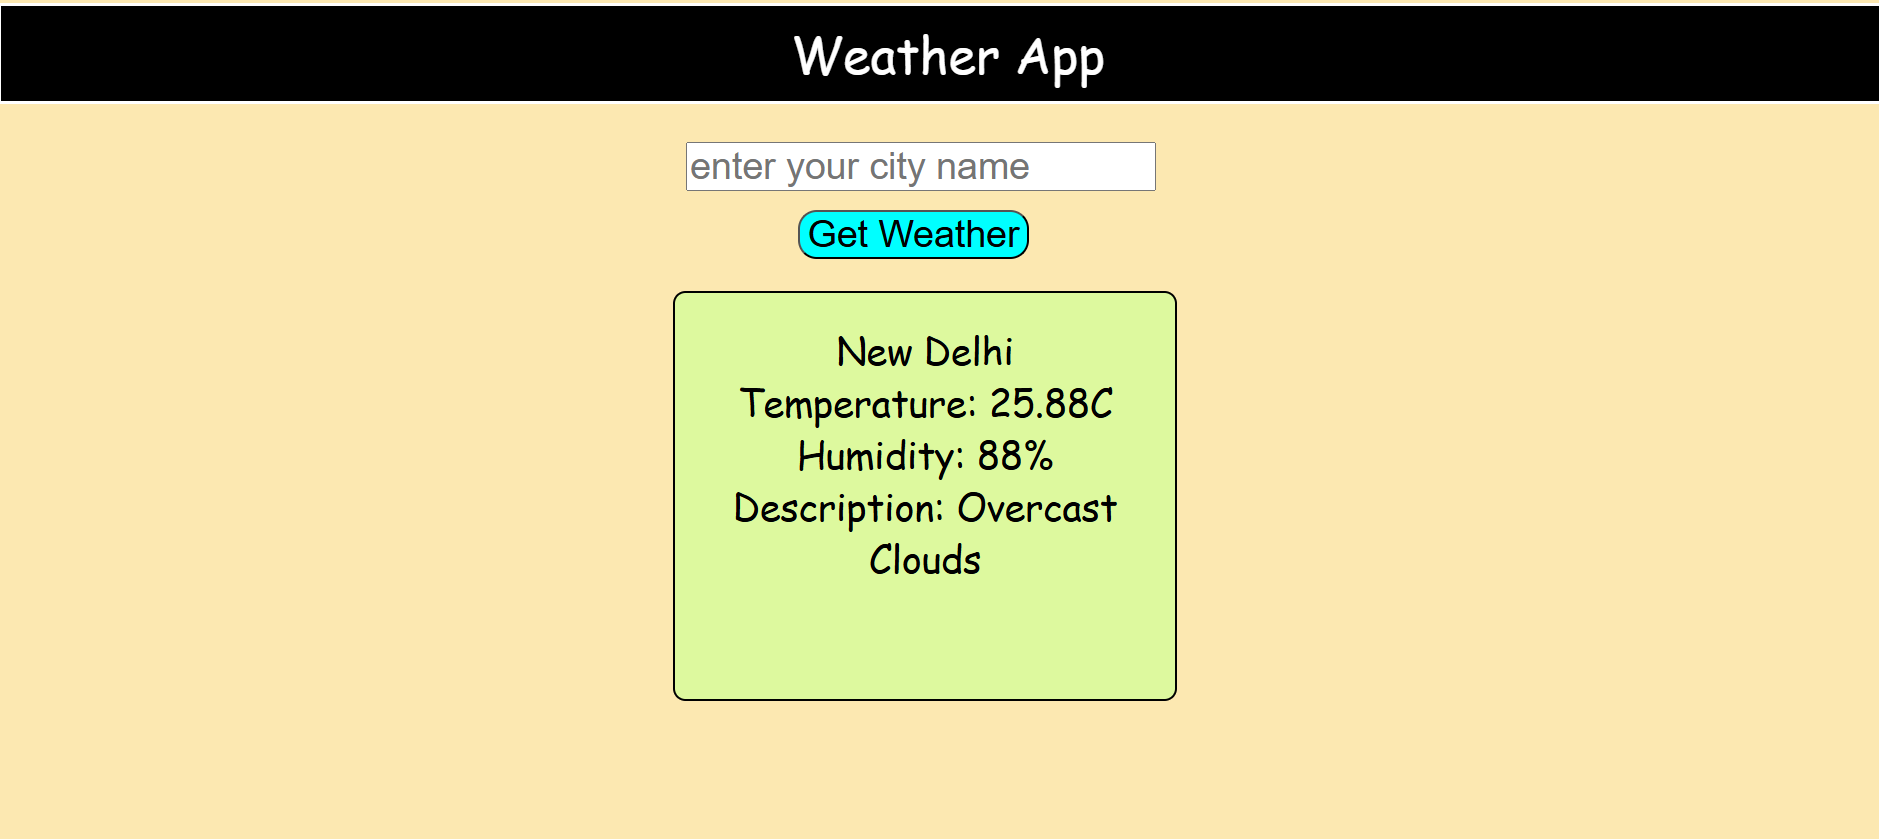 Weather App
enter your city name
Get Weather
New Delhi
Temperature: 25.88C
Humidity: 88%
Description: Overcast
Clouds